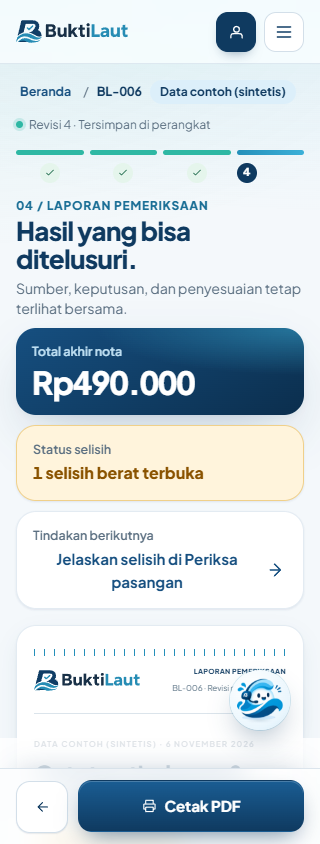 BuktiLaut
Beranda / BL-006 Data contoh (sintetis)
Revisi 4 · Tersimpan di perangkat
4
04 / LAPORAN PEMERIKSAAN
Hasil yang bisa
ditelusuri.
Sumber, keputusan, dan penyesuaian tetap
terlihat bersama.
Total akhir nota
Rp490.000
Status selisih
1 selisih berat terbuka
Tindakan berikutnya
Jelaskan selisih di Periksa
pasangan
LAPORAN PEMERIKSAAN
BuktiLaut
BL-006 · Revisi
DATA CONTOH (SINTETIS) · 6 NOVEMBER 2026
Cetak PDF